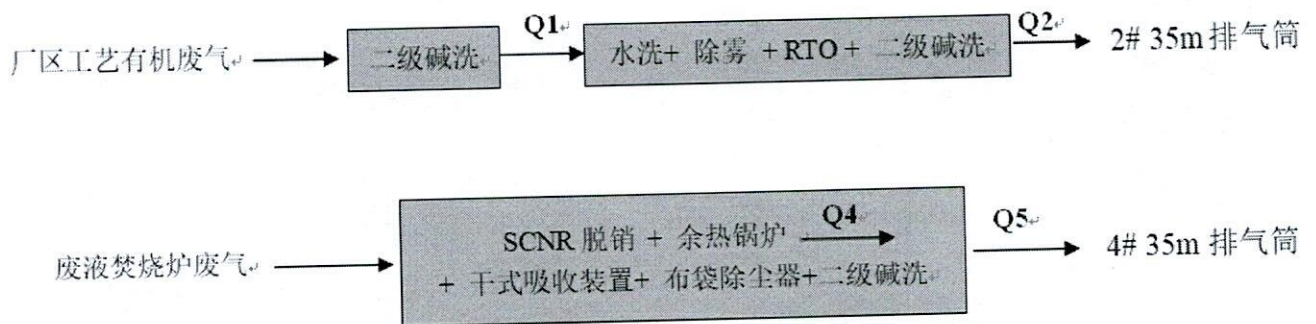 Q1 Q2
厂区工艺有机废气 二级碱洗 水洗+ 除雾 +RTO+ 二级碱洗 2# 35m 排气筒
Q4 Q5
SCNR 脱销 + 余热锅炉
废液焚烧炉废气 4# 35m 排气筒
+ 干式吸收装置+ 布袋除尘器+二级碱洗